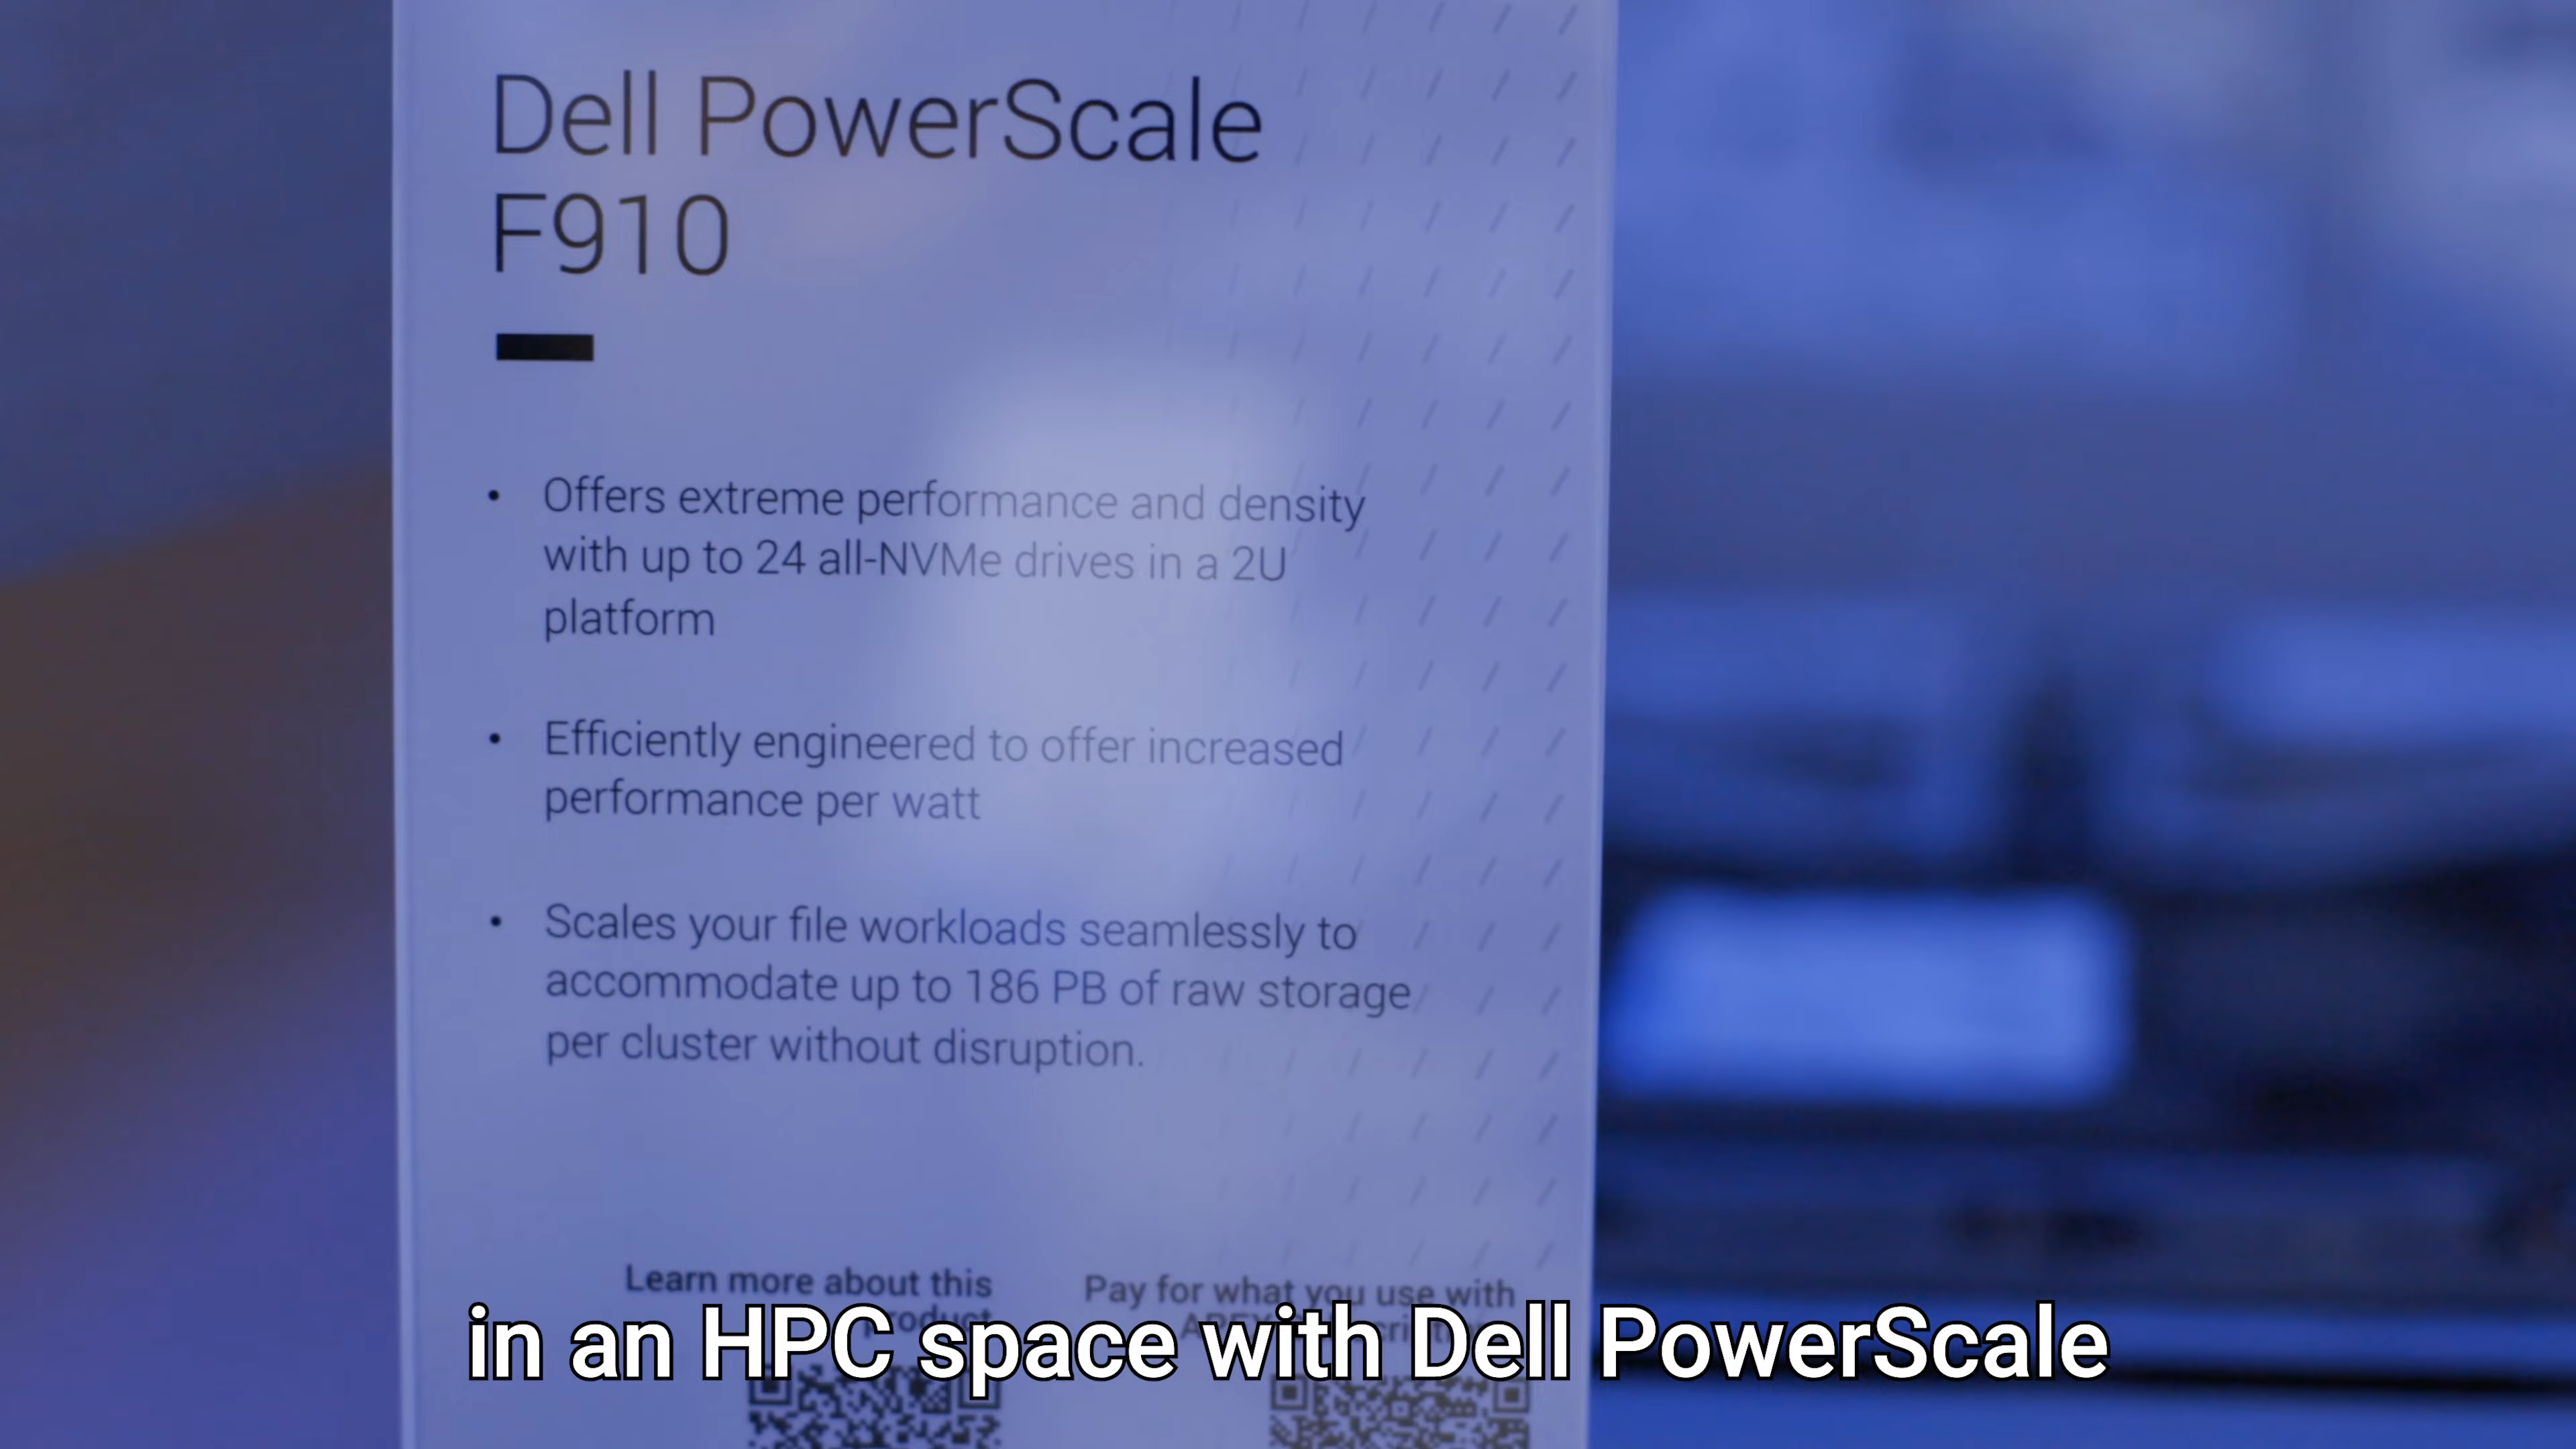 Dell PowerScale
F910
• Offers extreme performance and density
with up to 24 all-NVMe drives in a 2U
platform
• Efficiently engineered to offer increased
performance per watt
• Scales your file workloads seamlessly to
accommodate up to 186 PB of raw storage
per cluster without disruption.
Learn more about this
product
Pay for what you use with
in an HPC space with Dell PowerScale